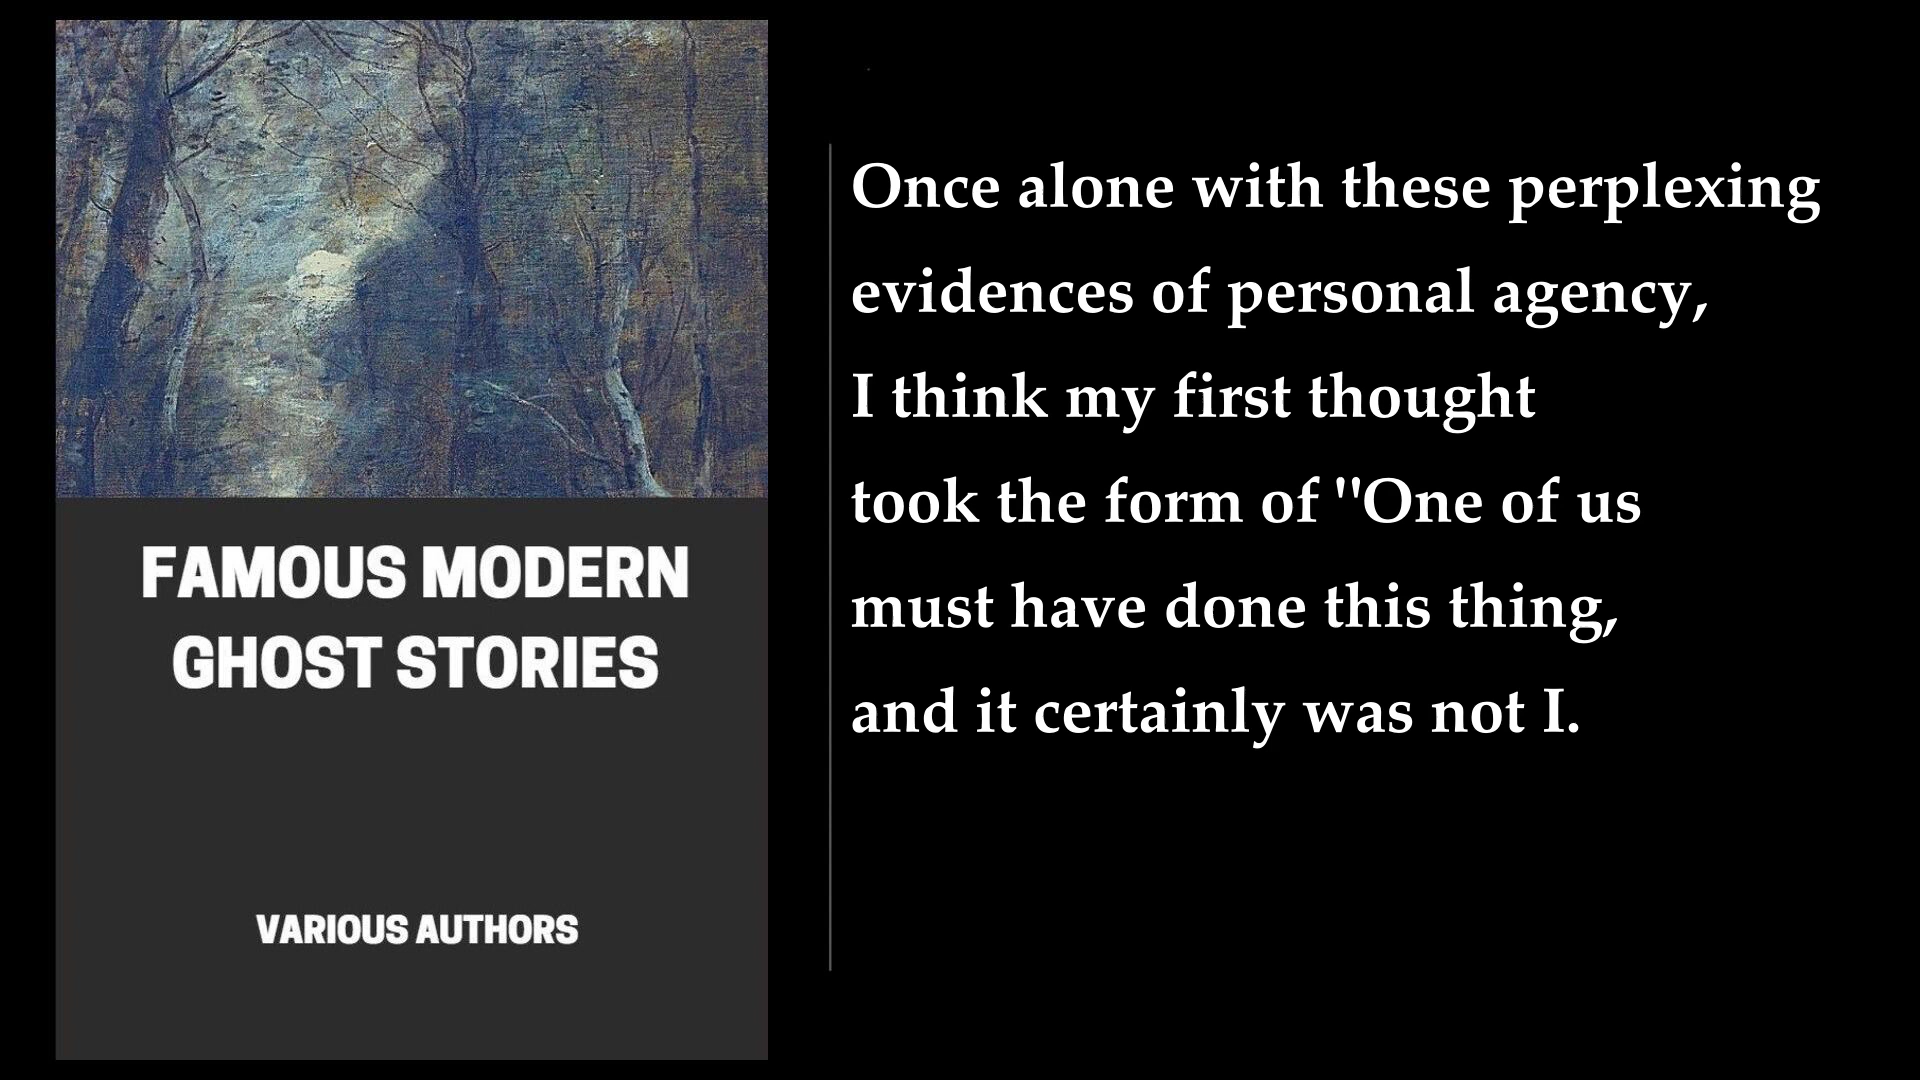 FAMOUS MODERN
GHOST STORIES
VARIOUS AUTHORS
Once alone with these perplexing
evidences of personal agency,
I think my first thought
took the form of "One of us
must have done this thing,
and it certainly was not I.